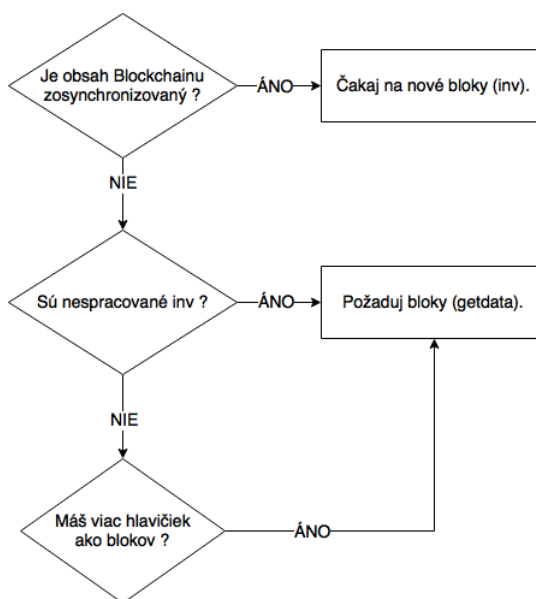 Je obsah Blockchainu
zosynchronizovaný ?
ÁNO
Čakaj na nové bloky (inv).
NIE
Sú nespracované inv ?
ÁNO
Požaduj bloky (getdata).
NIE
Máš viac hlavičiek
ako blokov ?
ÁNO